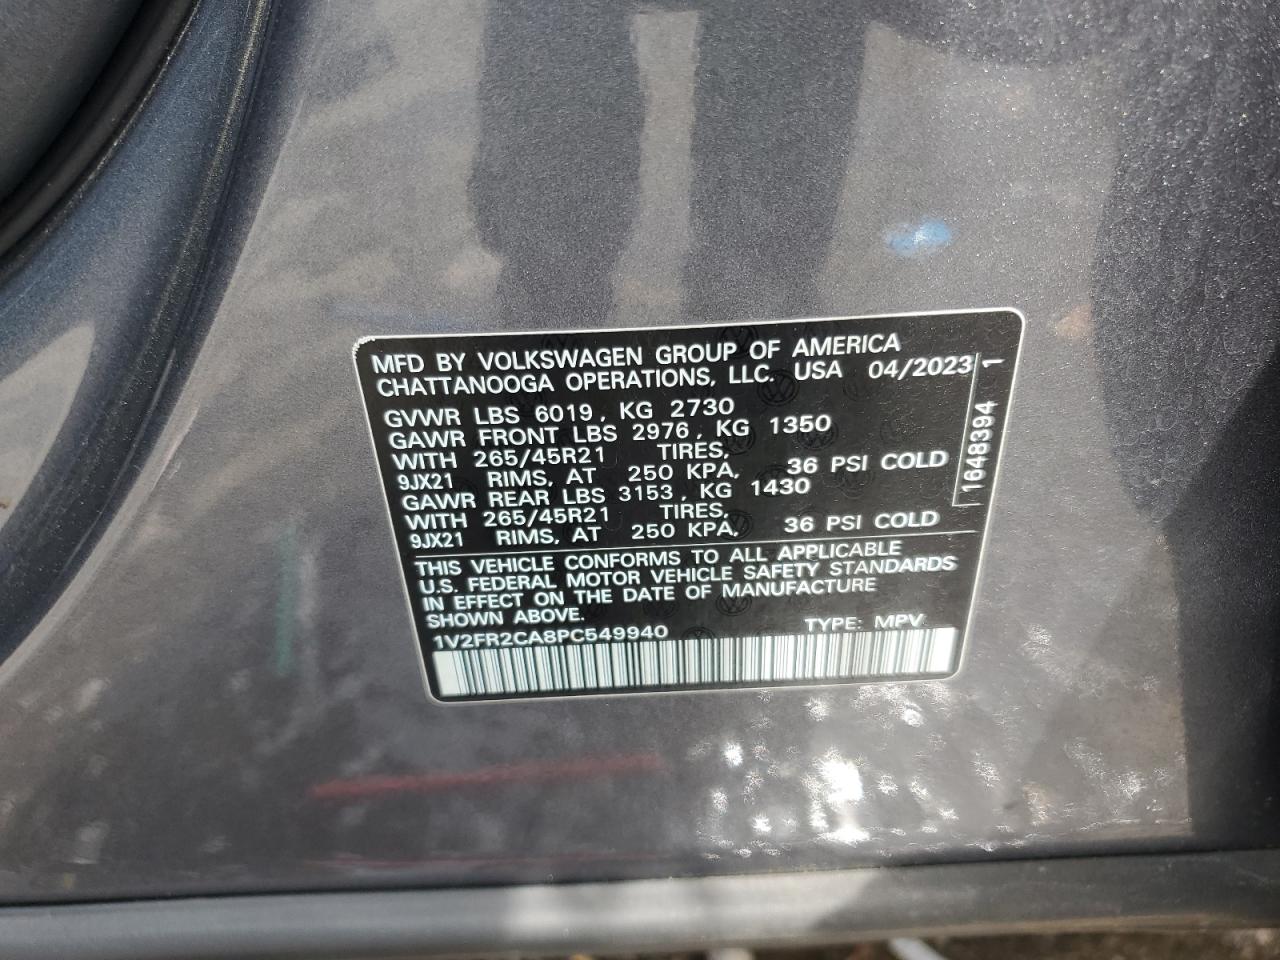 MFD BY VOLKSWAGEN GROUP OF AMERICA
CHATTANOOGA OPERATIONS, LLC. USA 04/2023
GVWR LBS 6019, KG 2730
GAWR FRONT LBS 2976, KG 1350
WITH 265/45R21 TIRES,
9JX21 RIMS, AT 250 KPA, 36 PSI COLD
GAWR REAR LBS 3153, KG 1430
WITH 265/45R21 TIRES,
9JX21 RIMS, AT 250 KPA, 36 PSI COLD
THIS VEHICLE CONFORMS TO ALL APPLICABLE
U.S. FEDERAL MOTOR VEHICLE SAFETY STANDARDS
IN EFFECT ON THE DATE OF MANUFACTURE
SHOWN ABOVE.
1V2FR2CA8PC549940 TYPE: MPV
1648394 1